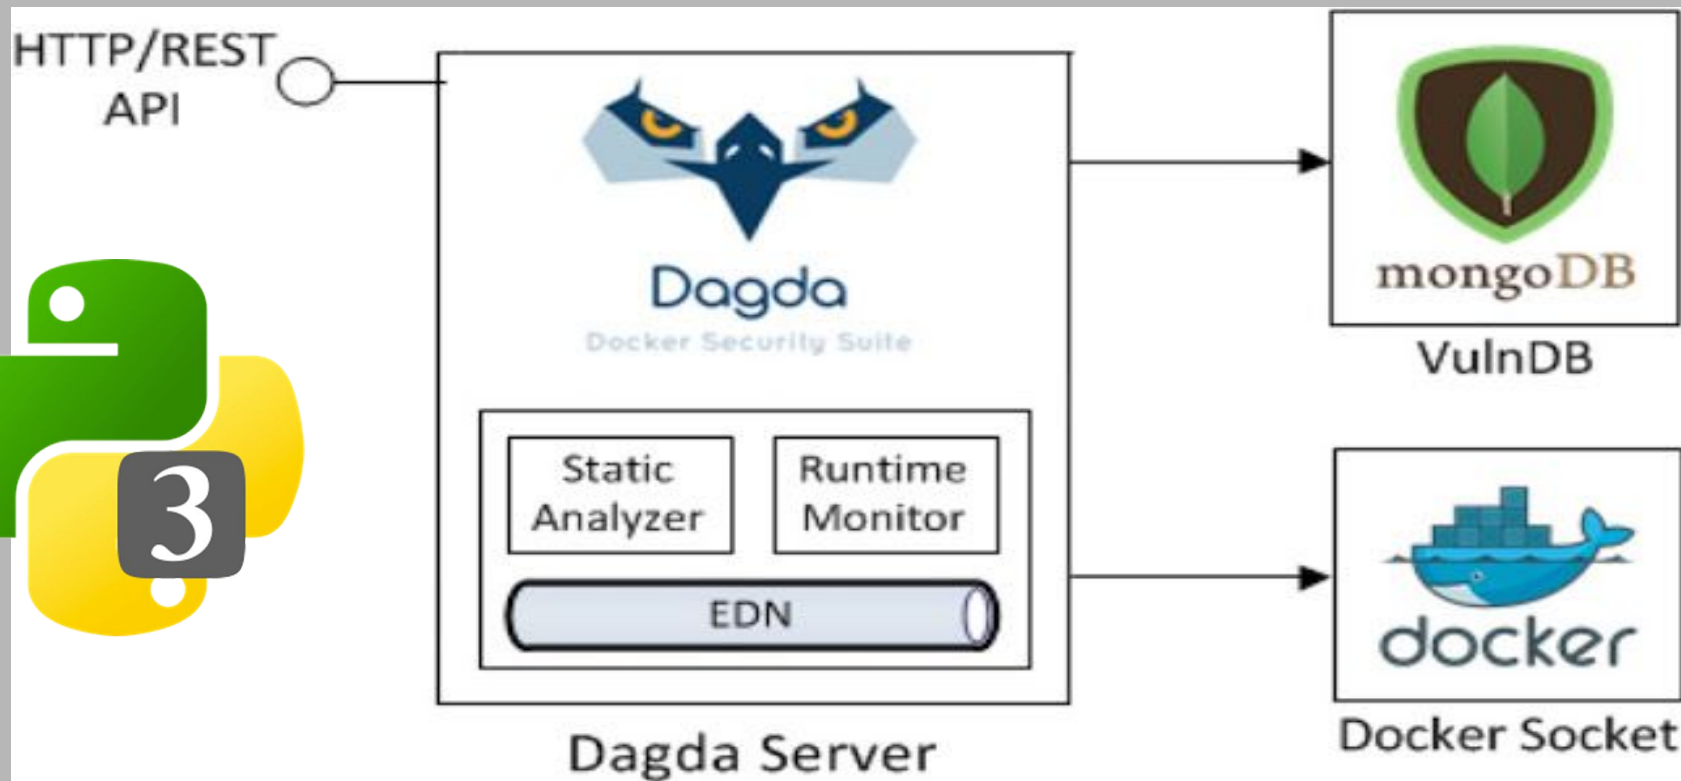 HTTP/REST
API
Dagda
Docker Security Suite
Static
Analyzer
Runtime
Monitor
EDN
Dagda Server
mongoDB
VulnDB
docker
Docker Socket
3